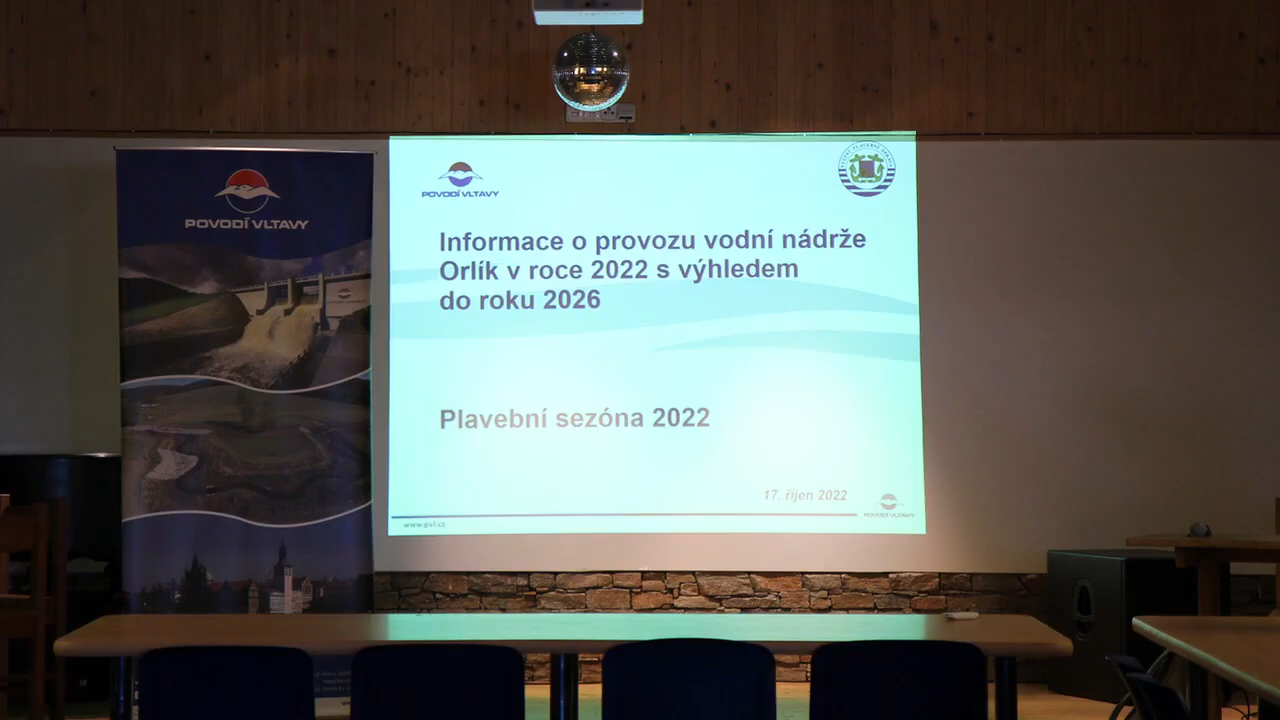 POVODÍ VLTAVY
POVODÍ VLTAVY
Informace o provozu vodní nádrže
Orlík v roce 2022 s výhledem
do roku 2026
Plavební sezóna 2022
17. říjen 2022
www.pvl.cz
POVODÍ VLTAVY